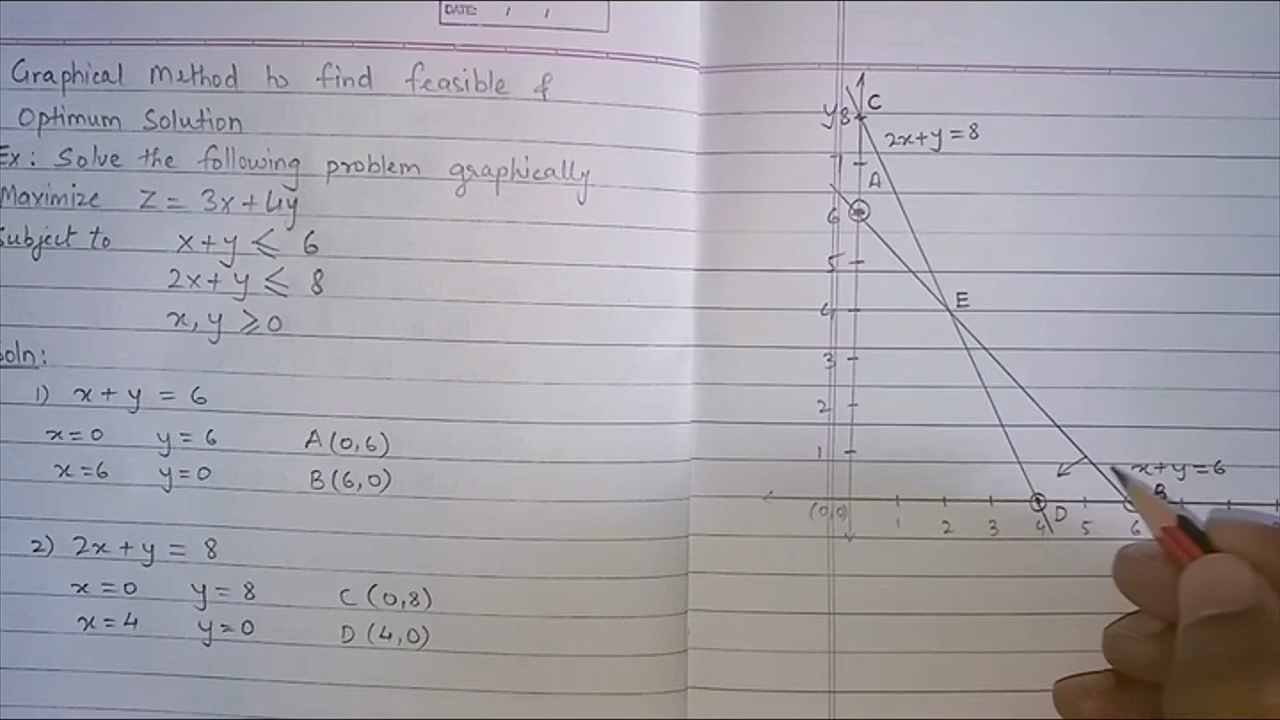 DATE: / /
Graphical Method to find feasible &
Optimum Solution
Ex: Solve the following problem graphically
Maximize Z = 3x + 4y
Subject to x + y ⩽ 6
2x + y ⩽ 8
x, y ⩾ 0
Soln:
1) x + y = 6
x = 0 y = 6 A (0,6)
x = 6 y = 0 B (6,0)
2) 2x + y = 8
x = 0 y = 8 C (0,8)
x = 4 y = 0 D (4,0)
y 8 C
2x + y = 8
7
A
6
5
E
4
3
2
1
x + y = 6
B
(0,0) 1 2 3 4 D 5 6